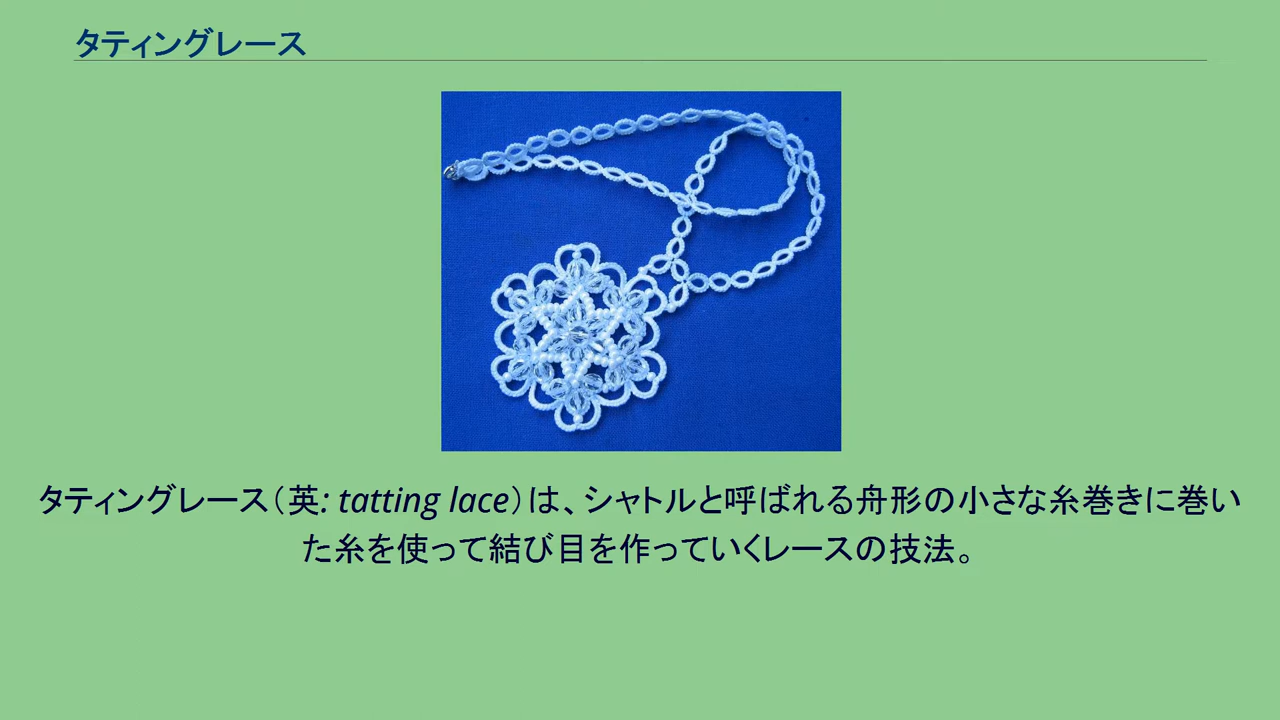 タティングレース
タティングレース（英: tatting lace）は、シャトルと呼ばれる舟形の小さな糸巻きに巻い
た糸を使って結び目を作っていくレースの技法。